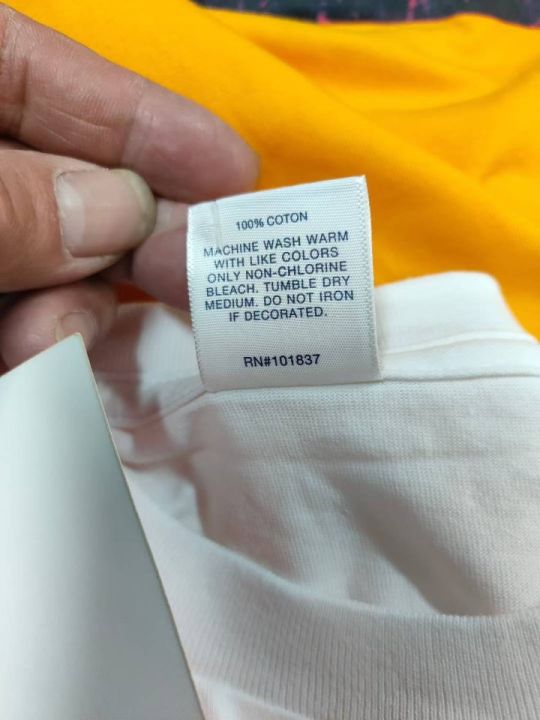 100% COTON
MACHINE WASH WARM
WITH LIKE COLORS
ONLY NON-CHLORINE
BLEACH. TUMBLE DRY
MEDIUM. DO NOT IRON
IF DECORATED.
RN#101837